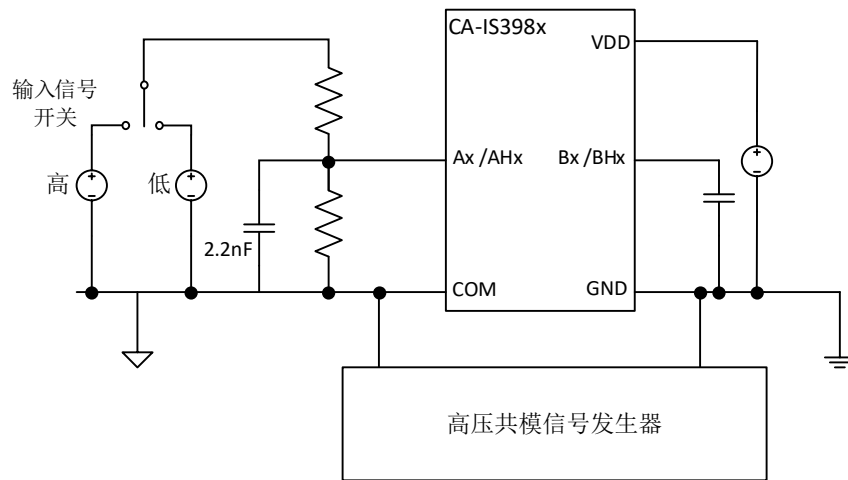 CA-IS398x
VDD
输入信号
开关
Ax /AHx
Bx /BHx
高
+
−
低
+
−
+
−
2.2nF
COM
GND
高压共模信号发生器